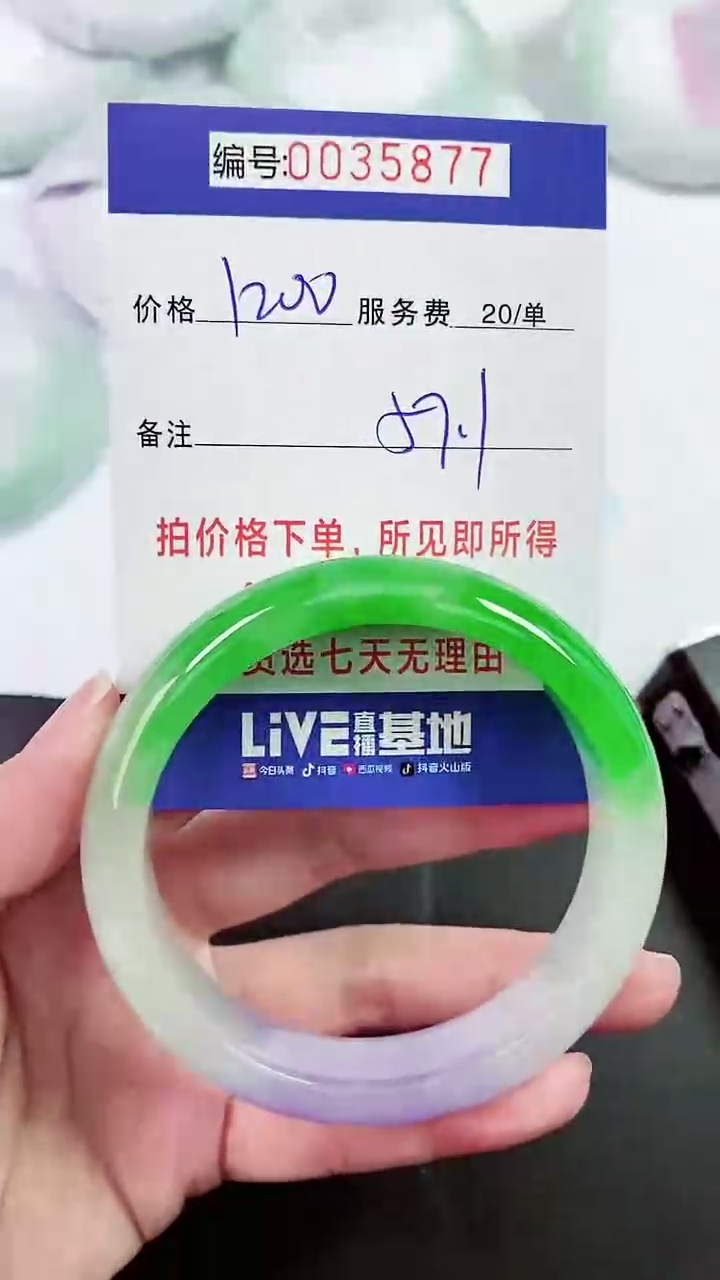 编号:0035877
价格 1200 服务费 20/单
备注 57.1
拍价格下单,所见即所得
货选七天无理由
LiVE直播基地
今日头条 抖音 西瓜视频 抖音火山版